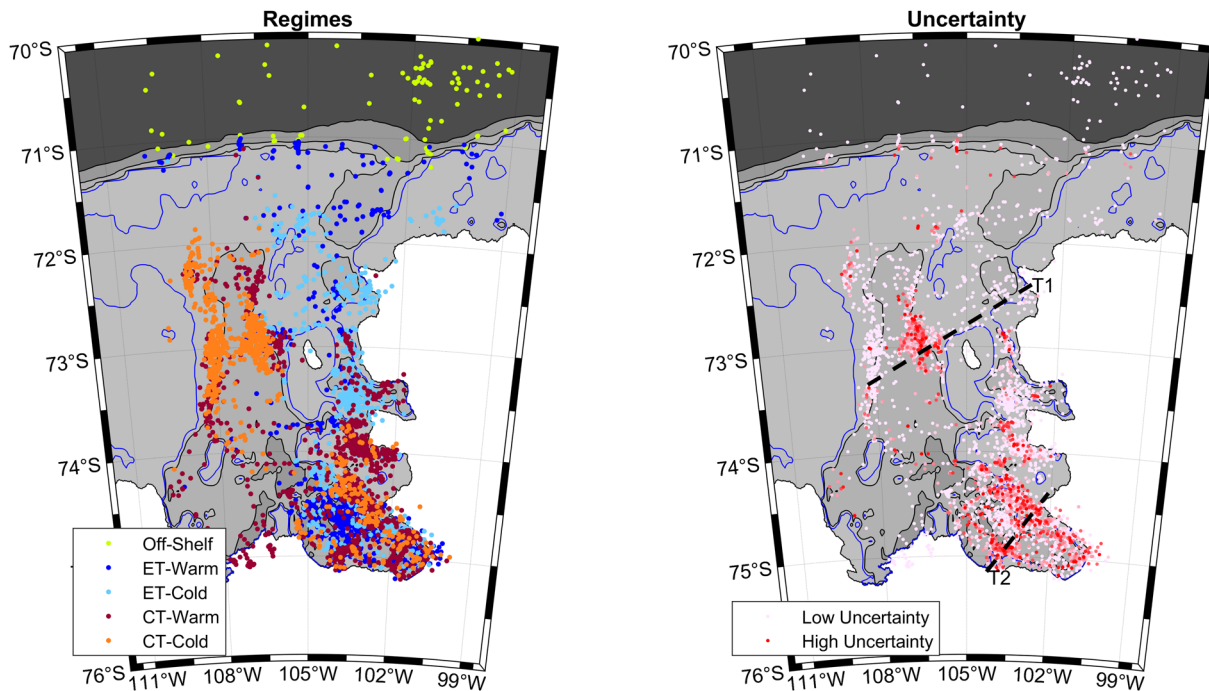 Regimes
70°S
71°S
72°S
73°S
74°S
Off-Shelf
ET-Warm
ET-Cold
CT-Warm
CT-Cold
76°S
111°W
108°W
105°W
102°W
99°W
Uncertainty
70°S
71°S
72°S
73°S
74°S
75°S
T1
T2
Low Uncertainty
High Uncertainty
76°S
111°W
108°W
105°W
102°W
99°W